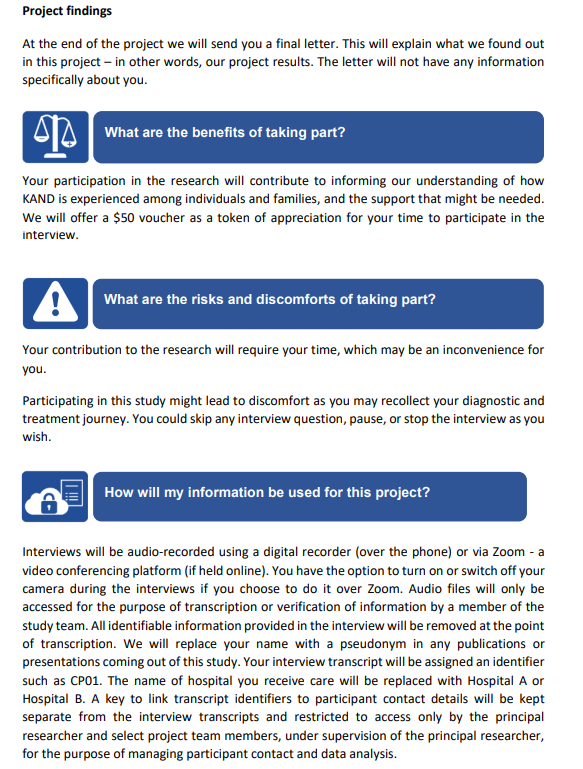 Project findings
At the end of the project we will send you a final letter. This will explain what we found out
in this project – in other words, our project results. The letter will not have any information
specifically about you.
What are the benefits of taking part?
Your participation in the research will contribute to informing our understanding of how
KAND is experienced among individuals and families, and the support that might be needed.
We will offer a $50 voucher as a token of appreciation for your time to participate in the
interview.
What are the risks and discomforts of taking part?
Your contribution to the research will require your time, which may be an inconvenience for
you.
Participating in this study might lead to discomfort as you may recollect your diagnostic and
treatment journey. You could skip any interview question, pause, or stop the interview as you
wish.
How will my information be used for this project?
Interviews will be audio-recorded using a digital recorder (over the phone) or via Zoom - a
video conferencing platform (if held online). You have the option to turn on or switch off your
camera during the interviews if you choose to do it over Zoom. Audio files will only be
accessed for the purpose of transcription or verification of information by a member of the
study team. All identifiable information provided in the interview will be removed at the point
of transcription. We will replace your name with a pseudonym in any publications or
presentations coming out of this study. Your interview transcript will be assigned an identifier
such as CP01. The name of hospital you receive care will be replaced with Hospital A or
Hospital B. A key to link transcript identifiers to participant contact details will be kept
separate from the interview transcripts and restricted to access only by the principal
researcher and select project team members, under supervision of the principal researcher,
for the purpose of managing participant contact and data analysis.